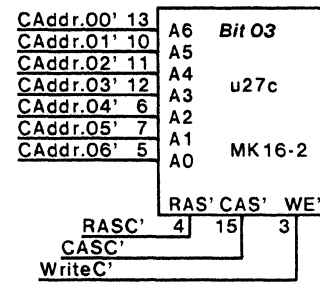 CAddr.00' 13 A6 Bit 03
CAddr.01' 10 A5
CAddr.02' 11 A4 u27c
CAddr.03' 12 A3
CAddr.04' 6 A2
CAddr.05' 7 A1 MK16-2
CAddr.06' 5 A0
RAS' CAS' WE'
RASC' 4 15 3
CASC'
WriteC'